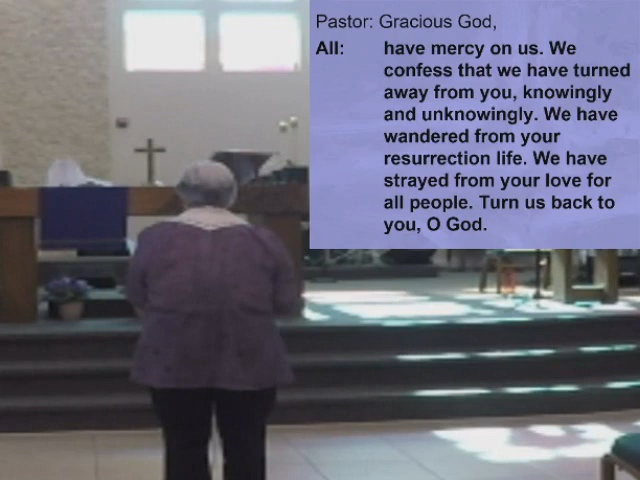 Pastor: Gracious God,
All: have mercy on us. We
confess that we have turned
away from you, knowingly
and unknowingly. We have
wandered from your
resurrection life. We have
strayed from your love for
all people. Turn us back to
you, O God.